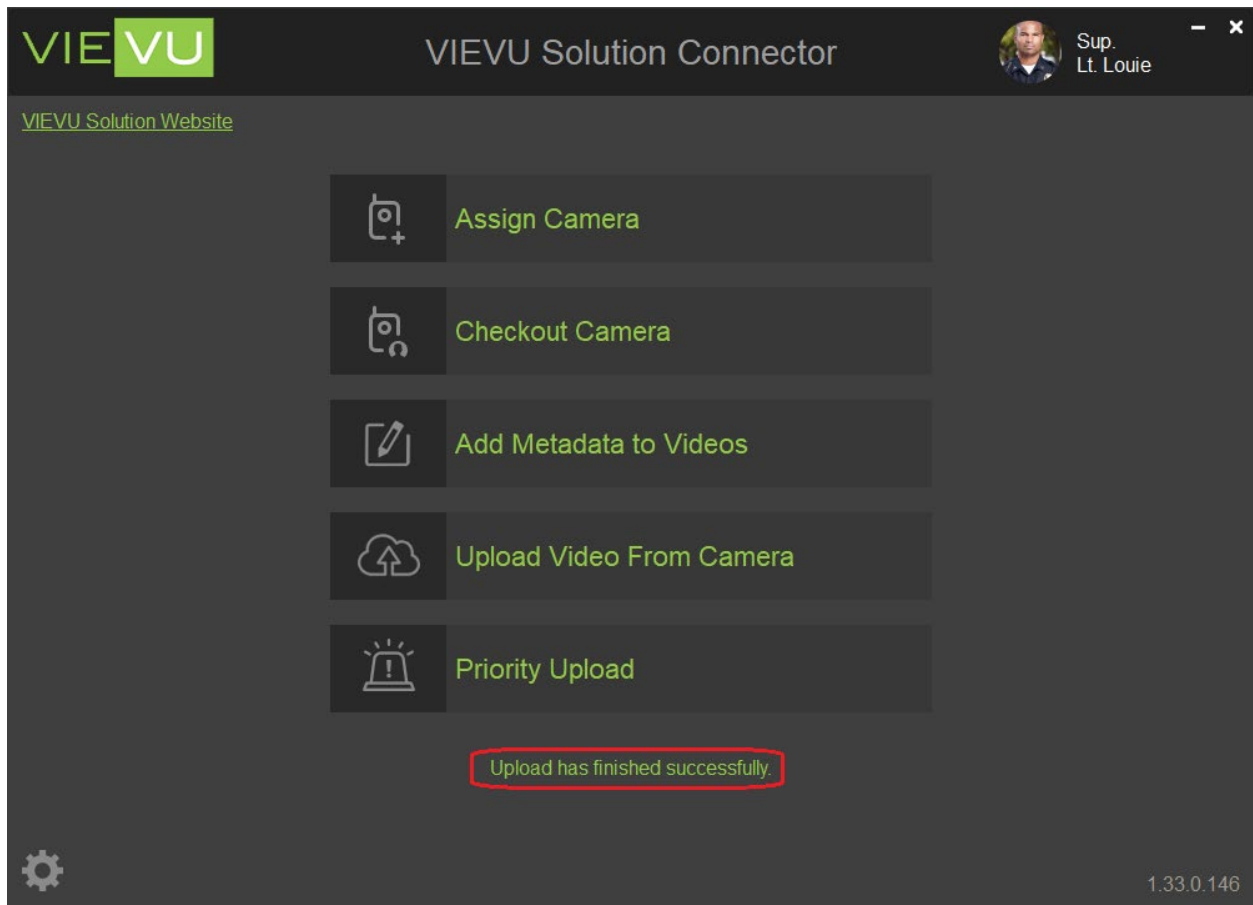 VIEVU
VIEVU Solution Connector
Sup.
Lt. Louie
VIEVU Solution Website
Assign Camera
Checkout Camera
Add Metadata to Videos
Upload Video From Camera
Priority Upload
Upload has finished successfully.
1.33.0.146